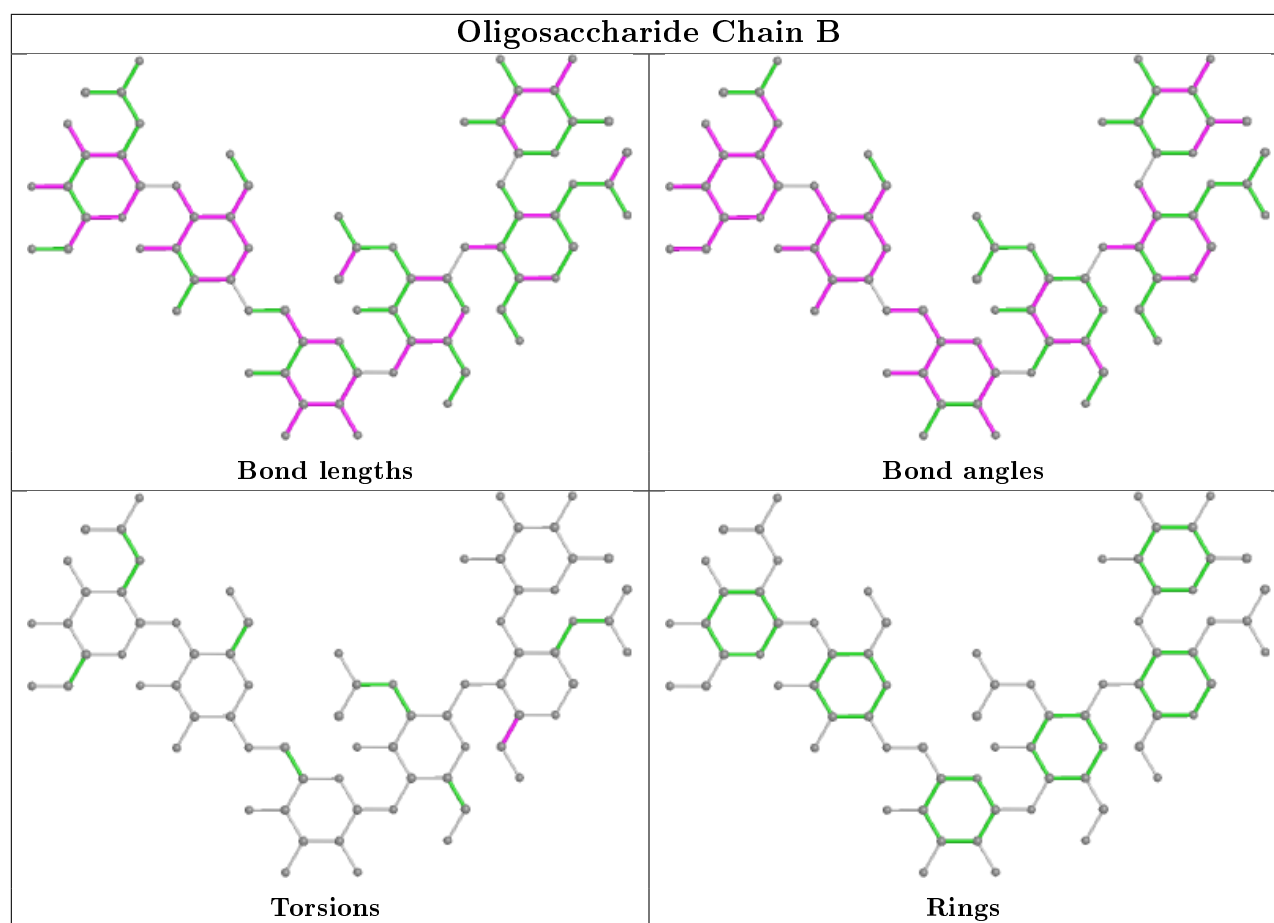 Oligosaccharide Chain B
Bond lengths
Bond angles
Torsions
Rings